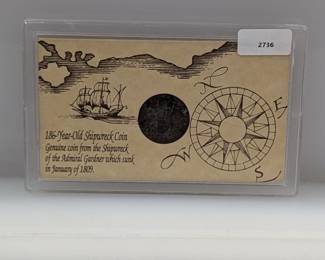 2736
186-Year-Old Shipwreck Coin
Genuine coin from the Shipwreck
of the Admiral Gardner which sunk
in January of 1809.
N
E
W
S